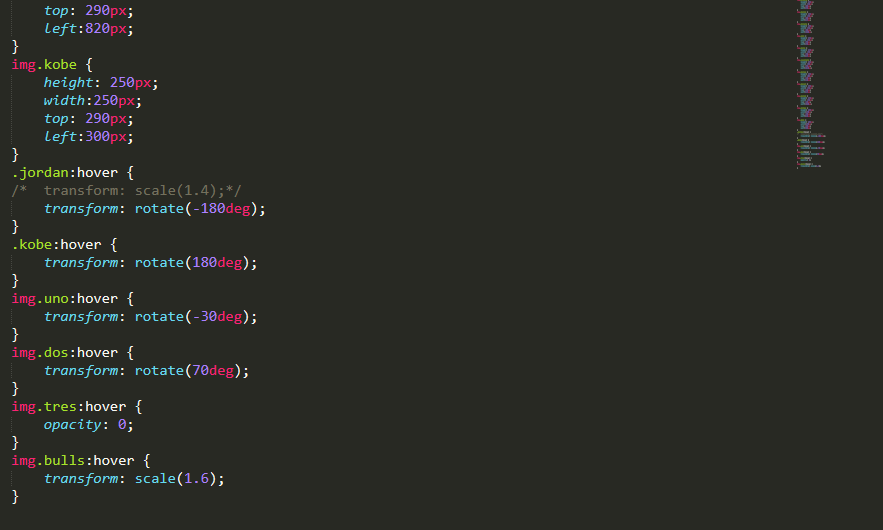 top: 290px;
    left:820px;
}
img.kobe {
    height: 250px;
    width:250px;
    top: 290px;
    left:300px;
}
.jordan:hover {
/*  transform: scale(1.4);*/
    transform: rotate(-180deg);
}
.kobe:hover {
    transform: rotate(180deg);
}
img.uno:hover {
    transform: rotate(-30deg);
}
img.dos:hover {
    transform: rotate(70deg);
}
img.tres:hover {
    opacity: 0;
}
img.bulls:hover {
    transform: scale(1.6);
}